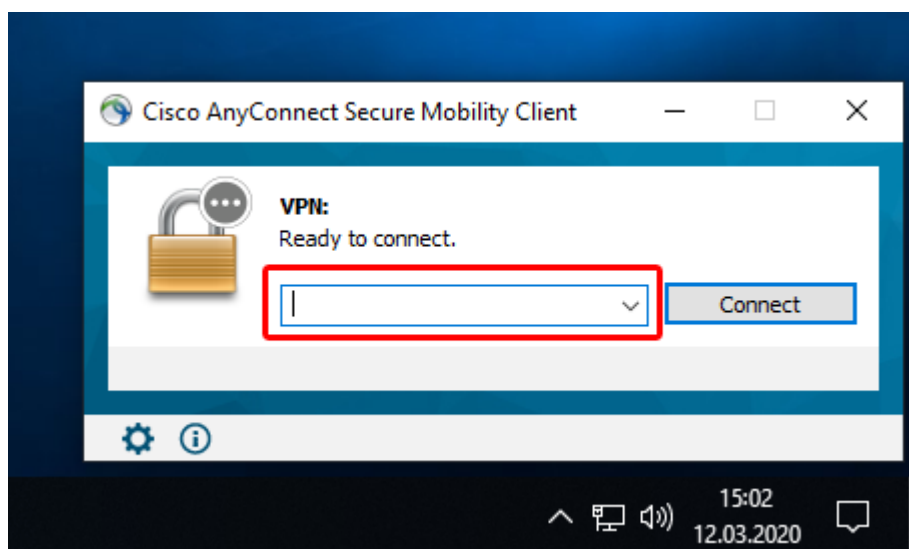 Cisco AnyConnect Secure Mobility Client
VPN:
Ready to connect.
Connect
15:02
12.03.2020